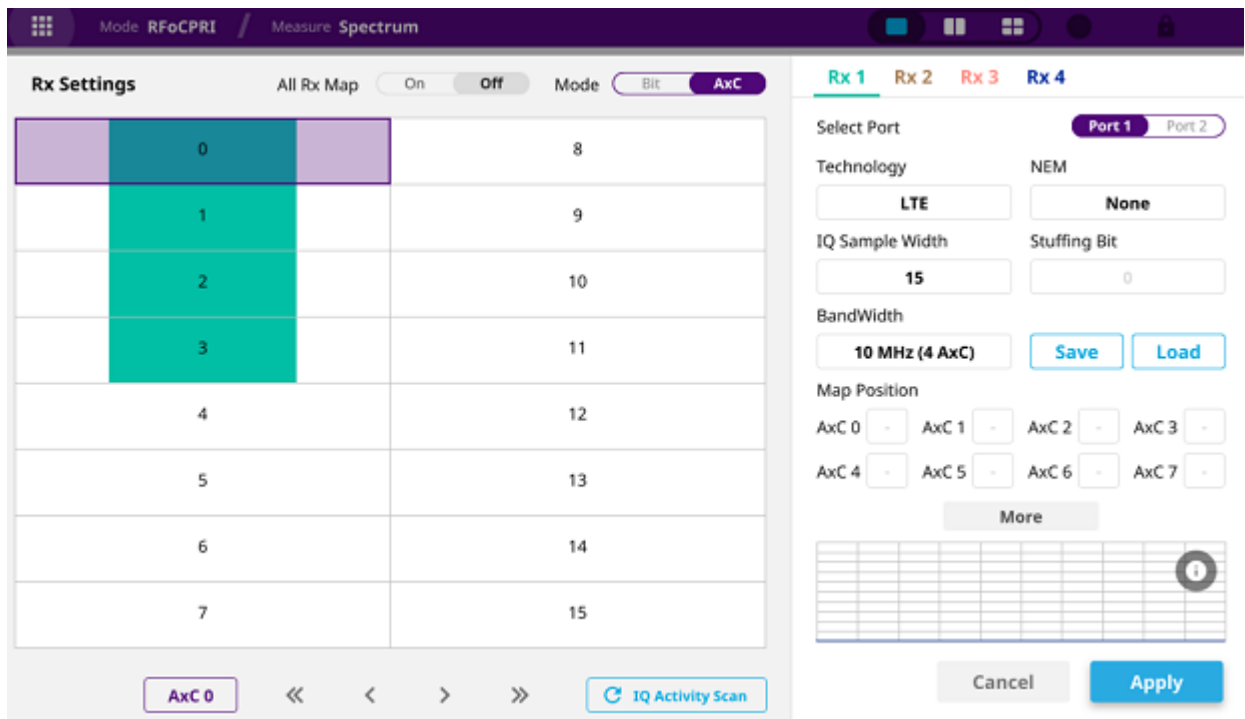 Mode RFoCPRI / Measure Spectrum
Rx Settings All Rx Map On Off Mode Bit AxC
0 8
1 9
2 10
3 11
4 12
5 13
6 14
7 15
AxC 0 « < > » IQ Activity Scan
Rx 1 Rx 2 Rx 3 Rx 4
Select Port Port 1 Port 2
Technology NEM
LTE None
IQ Sample Width Stuffing Bit
15 0
BandWidth
10 MHz (4 AxC) Save Load
Map Position
AxC 0 - AxC 1 - AxC 2 - AxC 3 -
AxC 4 - AxC 5 - AxC 6 - AxC 7 -
More
Cancel Apply